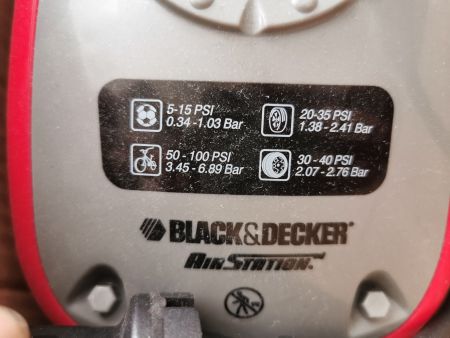 5-15 PSI
0.34 - 1.03 Bar
20-35 PSI
1.38 - 2.41 Bar
50 - 100 PSI
3.45 - 6.89 Bar
30 - 40 PSI
2.07 - 2.76 Bar
BLACK&DECKER®
AIRSTATION™